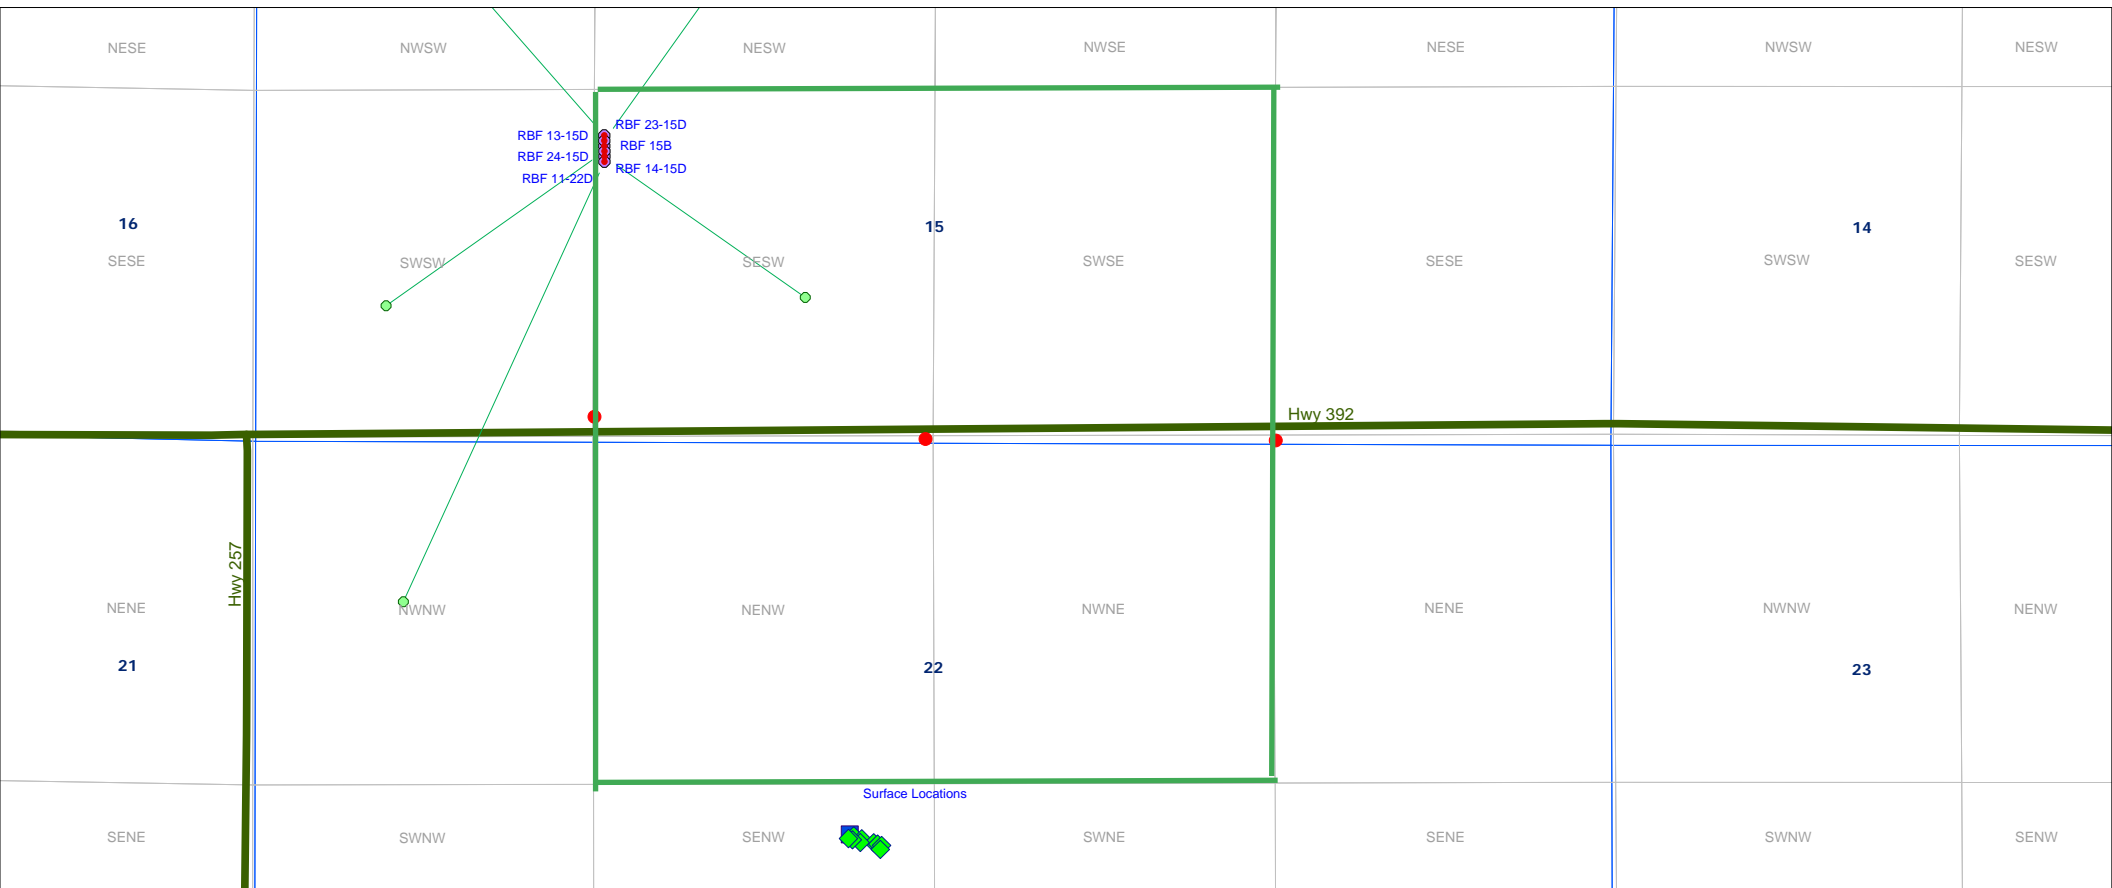 NESE NWSW NESW NWSE NESE NWSW NESW
RBF 23-15D
RBF 13-15D
RBF 15B
RBF 24-15D
RBF 14-15D
RBF 11-22D
16 15 14
SESE SWSW SESW SWSE SESE SWSW SESW
Hwy 392
Hwy 257
NENE NWNW NENW NWNE NENE NWNW NENW
21 22 23
Surface Locations
SENE SWNW SENW SWNE SENE SWNW SENW